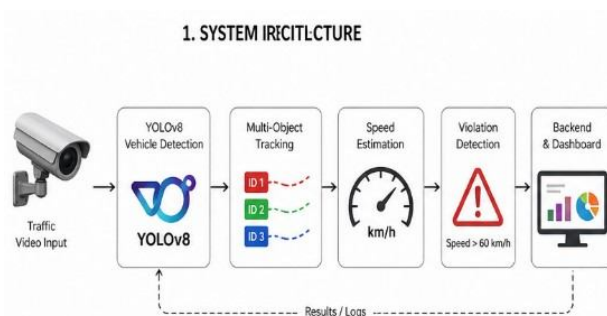 1. SYSTEM IRECITLCTURE
Traffic
Video Input
YOLOv8
Vehicle Detection
YOLOv8
Multi-Object
Tracking
ID 1
ID 2
ID 3
Speed
Estimation
km/h
Violation
Detection
Speed > 60 km/h
Backend
& Dashboard
Results / Logs